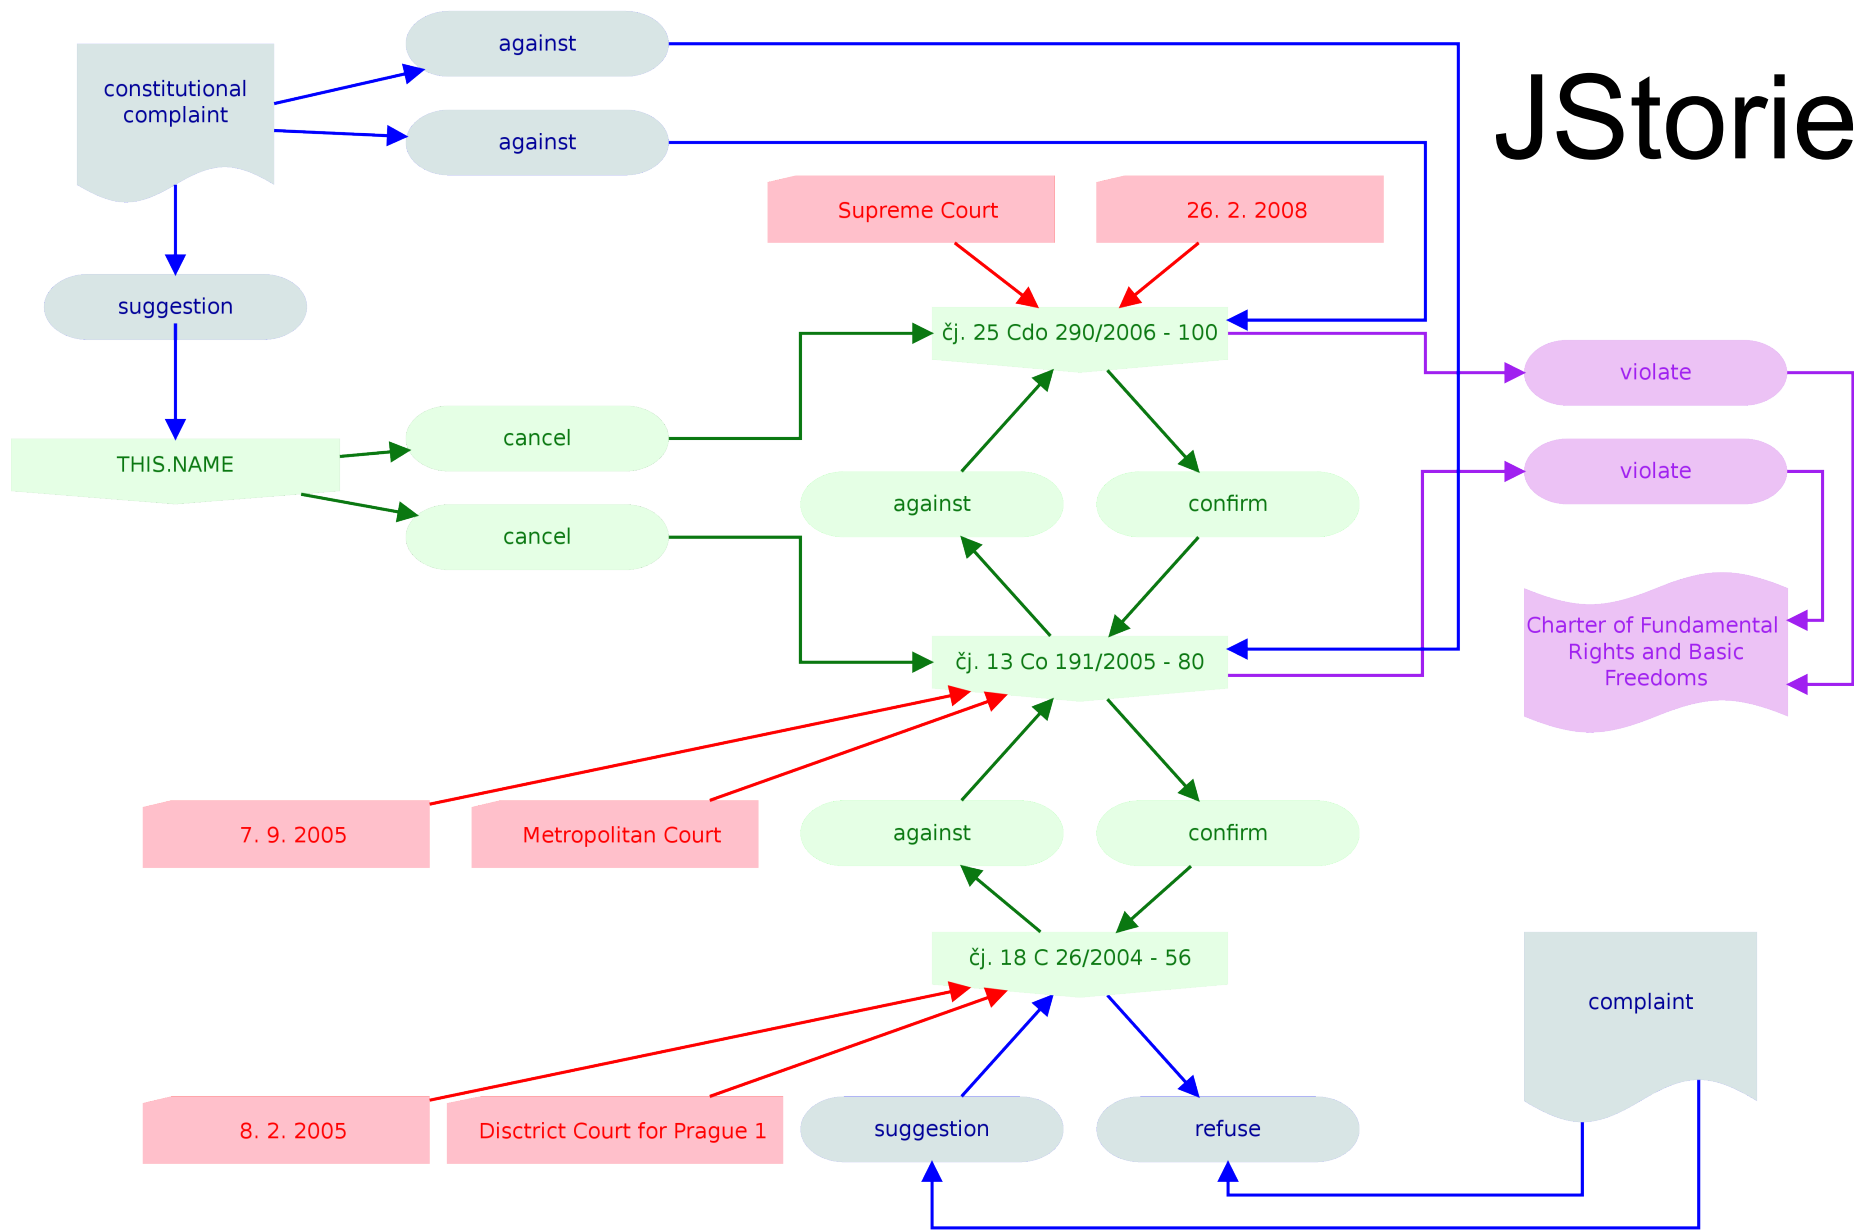 against
JStorie
constitutional
complaint
against
Supreme Court
26. 2. 2008
suggestion
čj. 25 Cdo 290/2006 - 100
violate
cancel
THIS.NAME
violate
against
confirm
cancel
Charter of Fundamental
Rights and Basic
Freedoms
čj. 13 Co 191/2005 - 80
7. 9. 2005
Metropolitan Court
against
confirm
čj. 18 C 26/2004 - 56
complaint
8. 2. 2005
Disctrict Court for Prague 1
suggestion
refuse